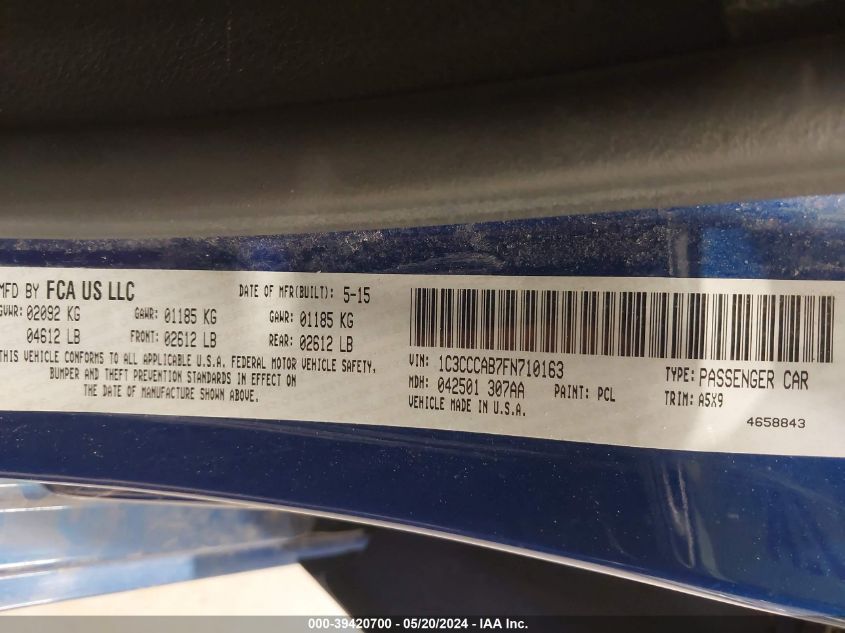 MFD BY FCA US LLC DATE OF MFR(BUILT): 5-15
GVWR: 02092 KG GAWR: 01185 KG GAWR: 01185 KG
04612 LB FRONT: 02612 LB REAR: 02612 LB
THIS VEHICLE CONFORMS TO ALL APPLICABLE U.S.A. FEDERAL MOTOR VEHICLE SAFETY,
BUMPER AND THEFT PREVENTION STANDARDS IN EFFECT ON
THE DATE OF MANUFACTURE SHOWN ABOVE.
VIN: 1C3CCCAB7FN710163 TYPE: PASSENGER CAR
MDH: 042501 307AA PAINT: PCL TRIM: A5X9
VEHICLE MADE IN U.S.A.
4658843
000-39420700 - 05/20/2024 - IAA Inc.